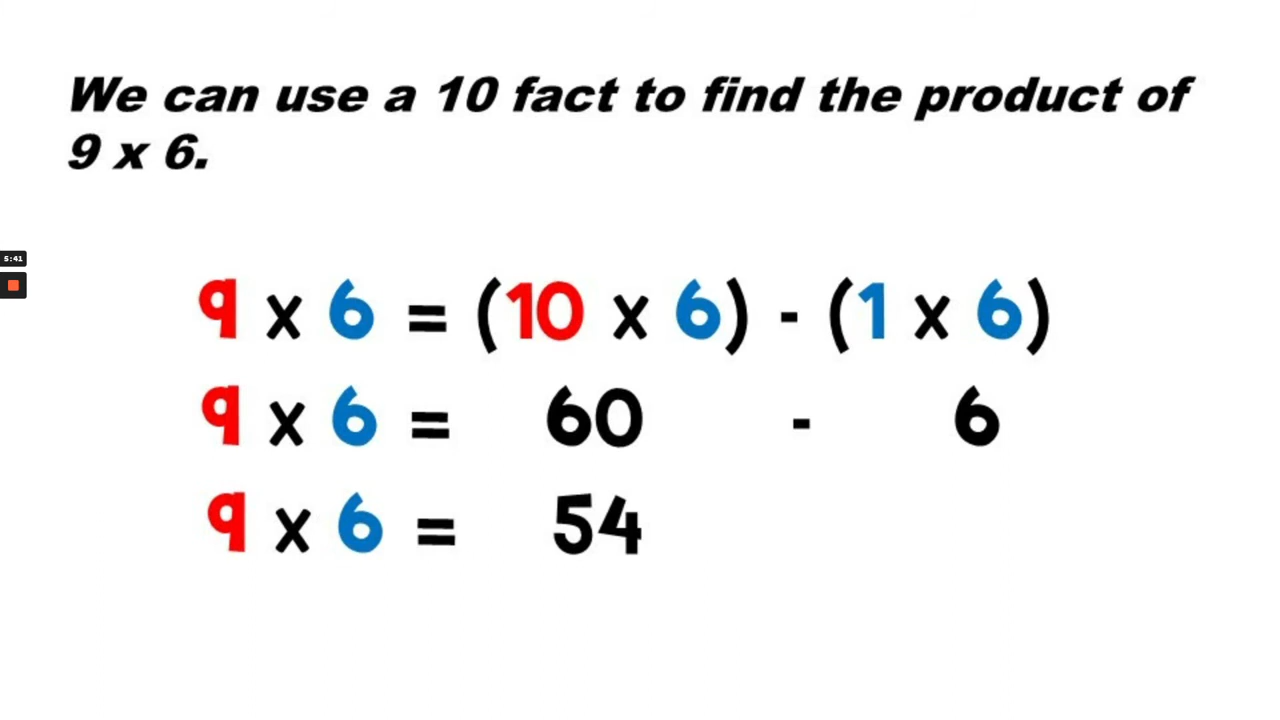 We can use a 10 fact to find the product of
9 x 6.
5:41
9 x 6 = (10 x 6) - (1 x 6)
9 x 6 = 60 - 6
9 x 6 = 54